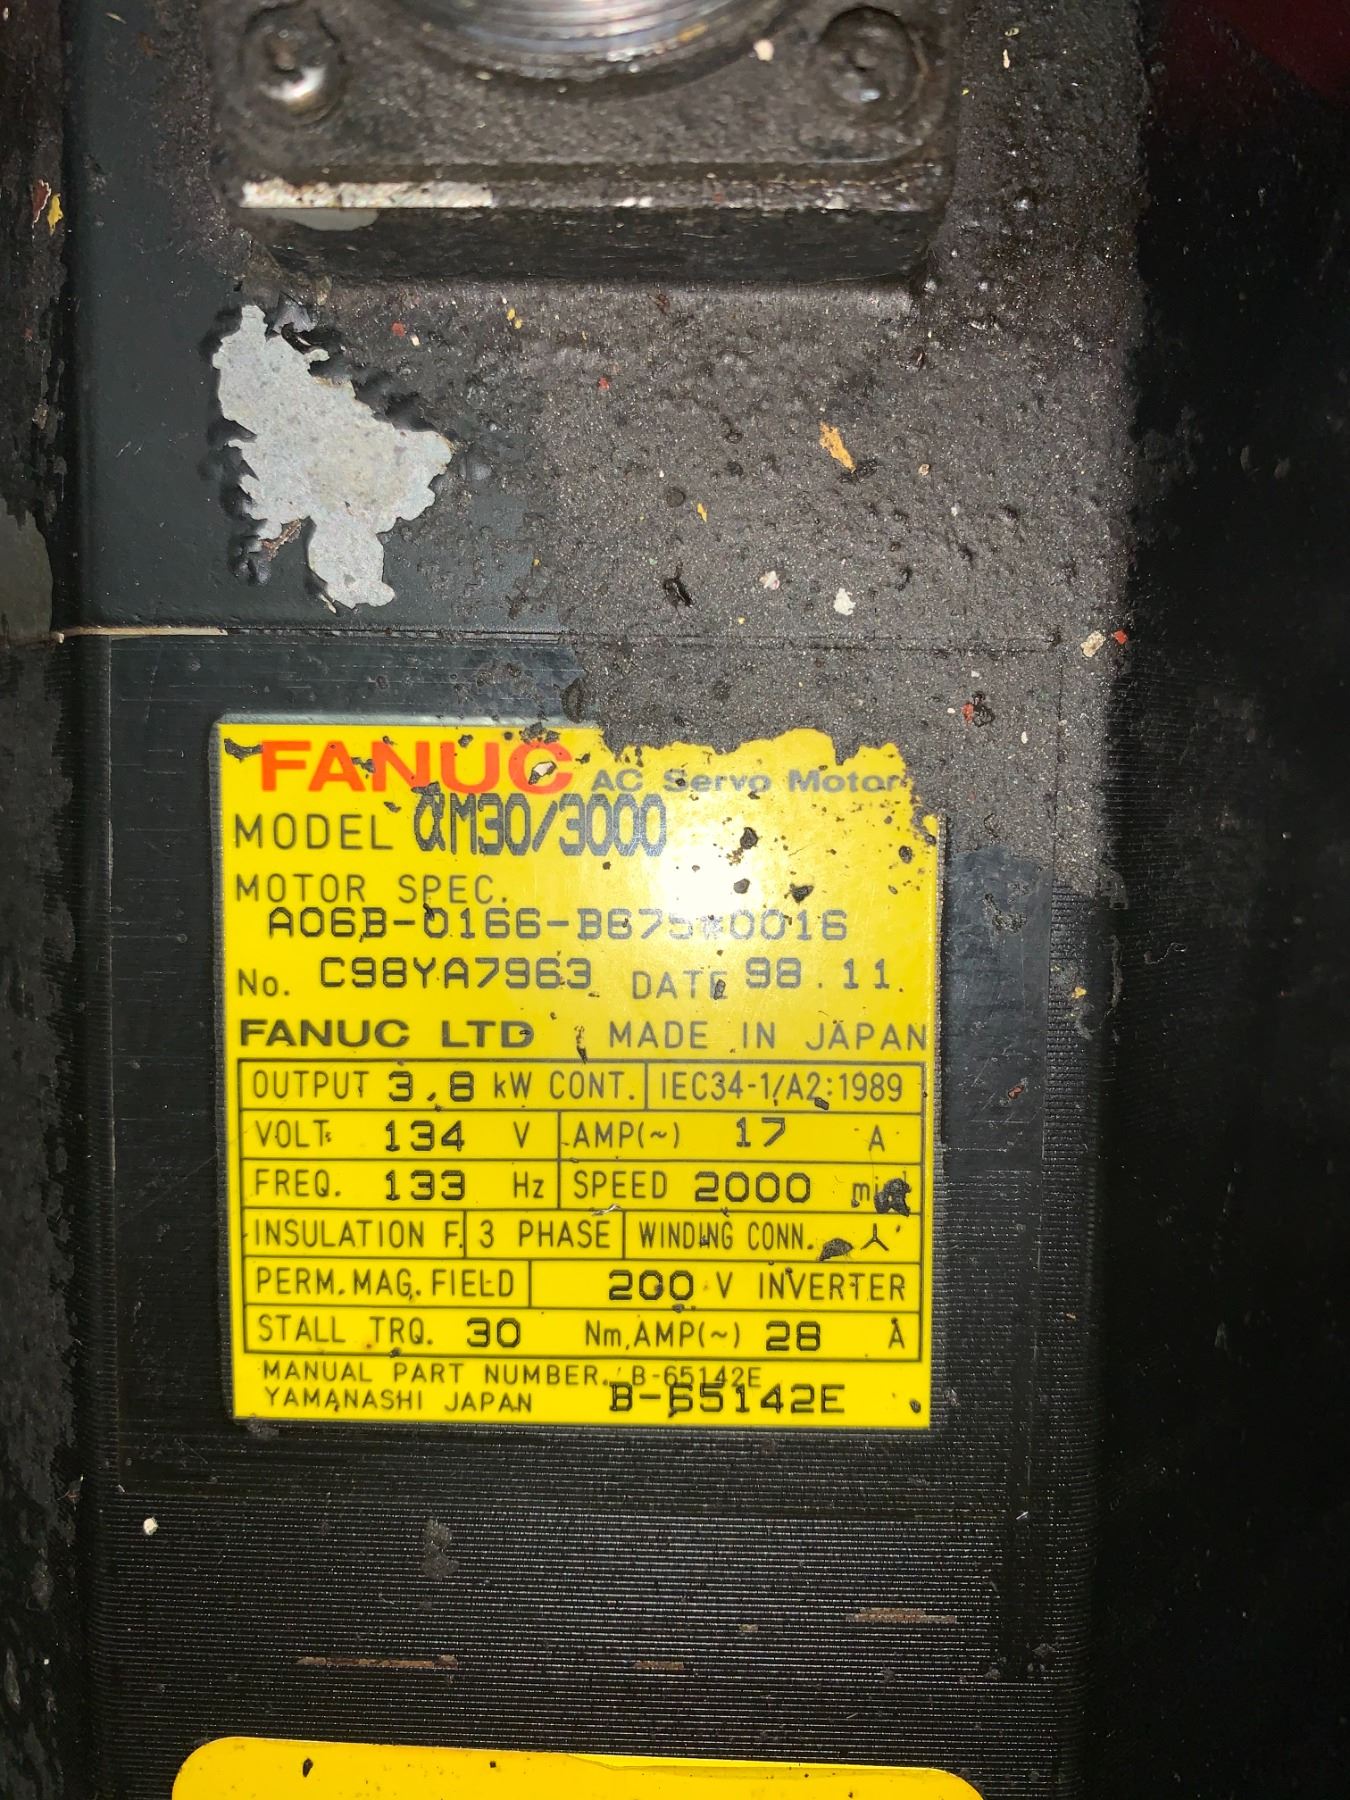 FANUC AC Servo Motor
MODEL αM30/3000
MOTOR SPEC.
A06B-0166-B675#0016
No. C98YA7963 DATE 98.11.
FANUC LTD MADE IN JAPAN
OUTPUT 3.8 kW CONT. IEC34-1/A2:1989
VOLT. 134 V AMP(~) 17 A
FREQ. 133 Hz SPEED 2000
INSULATION F. 3 PHASE WINDING CONN.
PERM.MAG.FIELD 200 V INVERTER
STALL TRQ. 30 Nm,AMP(~) 28 A
MANUAL PART NUMBER. B-65142E
YAMANASHI JAPAN B-65142E